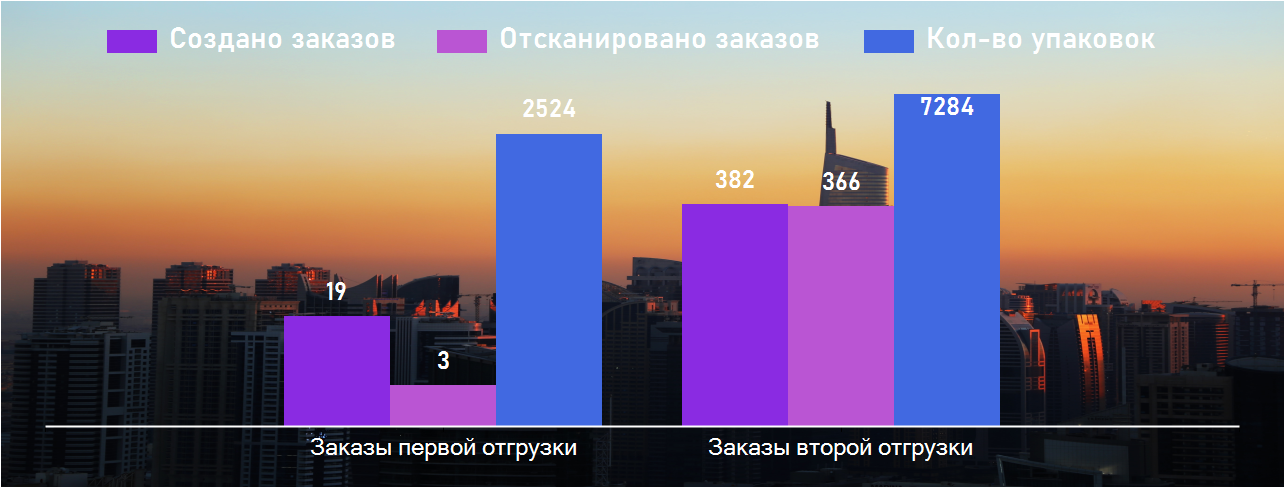 Создано заказов Отсканировано заказов Кол-во упаковок
2524 7284
382 366
19
3
Заказы первой отгрузки Заказы второй отгрузки